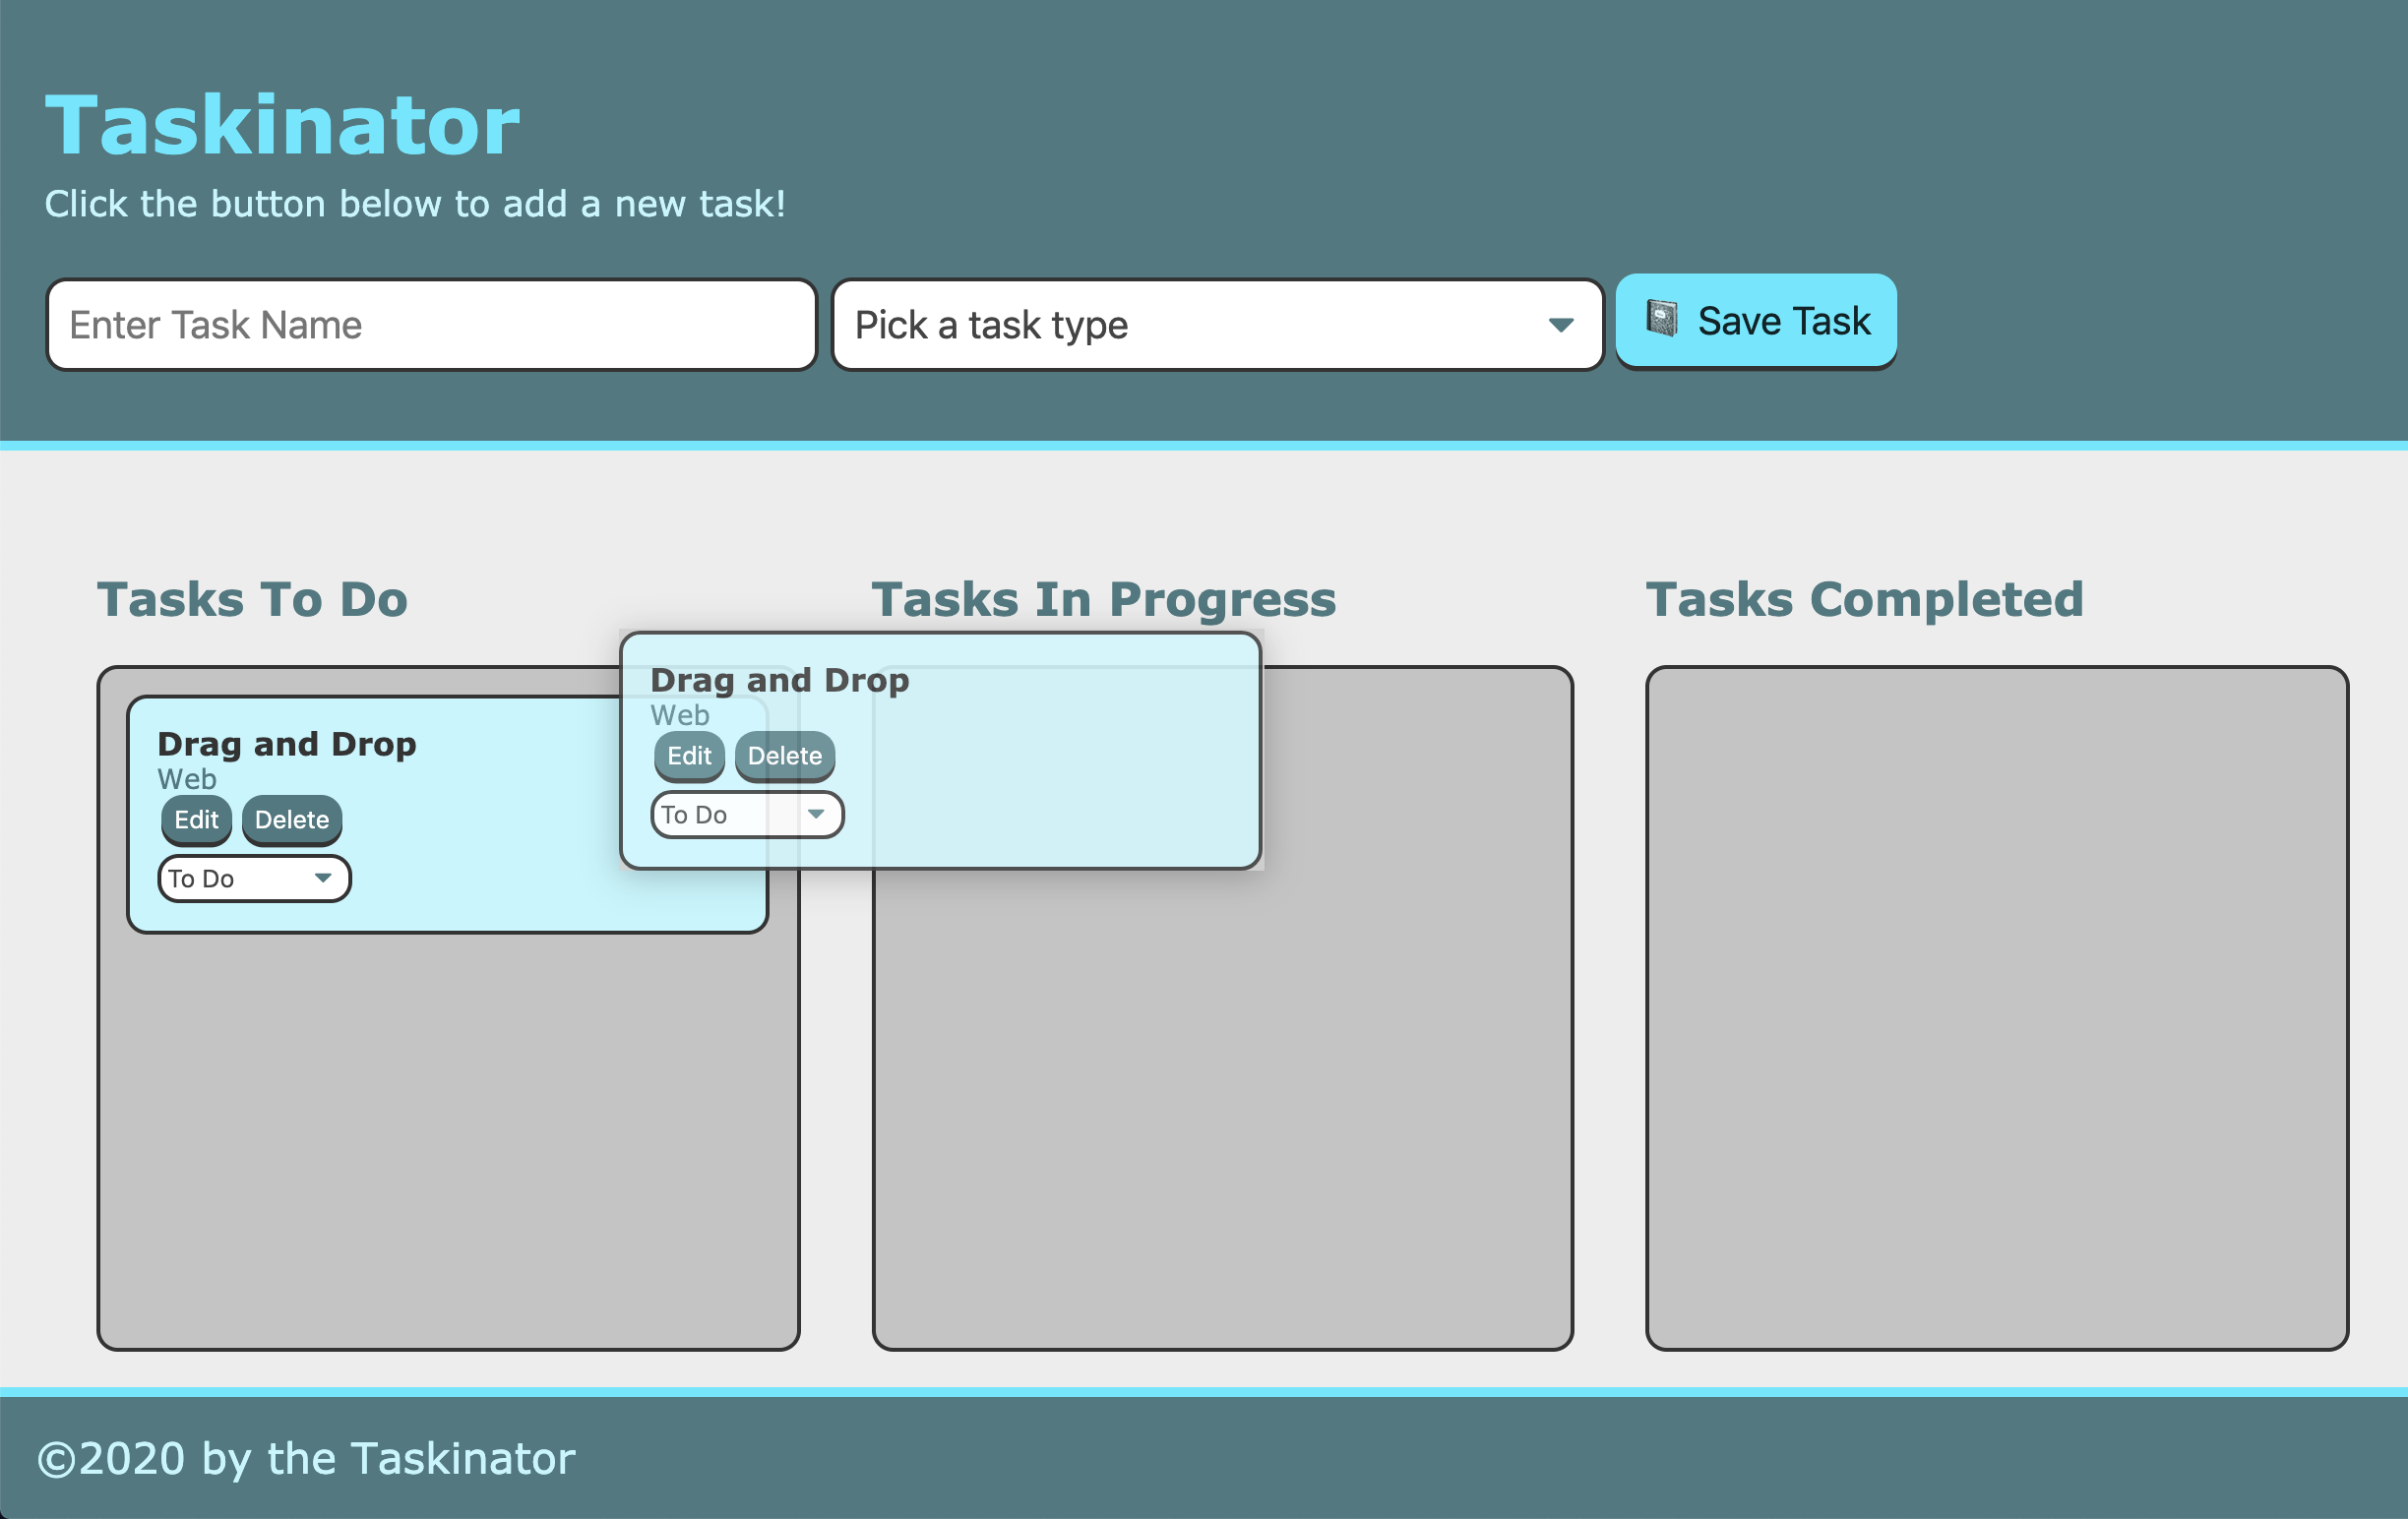 Taskinator
Click the button below to add a new task!
Enter Task Name
Pick a task type
Save Task
Tasks To Do
Tasks In Progress
Tasks Completed
Drag and Drop
Web
Edit Delete
To Do
Drag and Drop
Web
Edit Delete
To Do
©2020 by the Taskinator